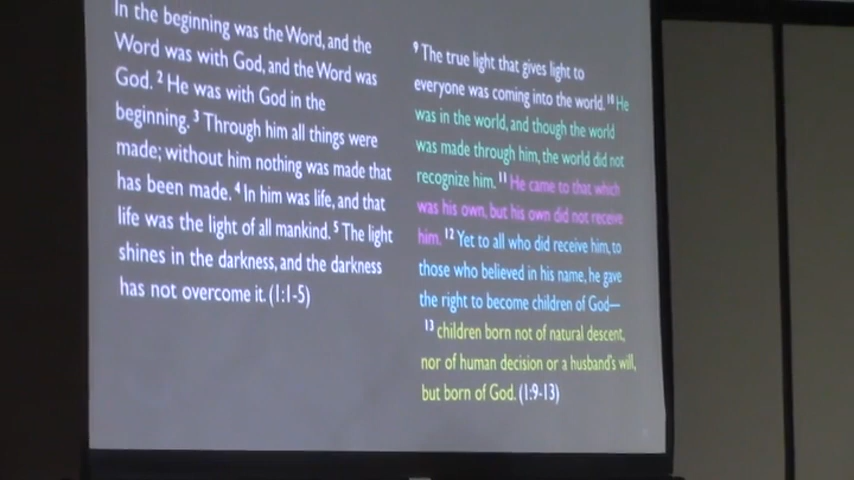 In the beginning was the Word, and the
Word was with God, and the Word was
God. 2 He was with God in the
beginning. 3 Through him all things were
made; without him nothing was made that
has been made. 4 In him was life, and that
life was the light of all mankind. 5 The light
shines in the darkness, and the darkness
has not overcome it. (1:1-5)
9 The true light that gives light to
everyone was coming into the world. 10 He
was in the world, and though the world
was made through him, the world did not
recognize him. 11 He came to that which
was his own, but his own did not receive
him. 12 Yet to all who did receive him, to
those who believed in his name, he gave
the right to become children of God—
13 children born not of natural descent,
nor of human decision or a husband's will,
but born of God. (1:9-13)